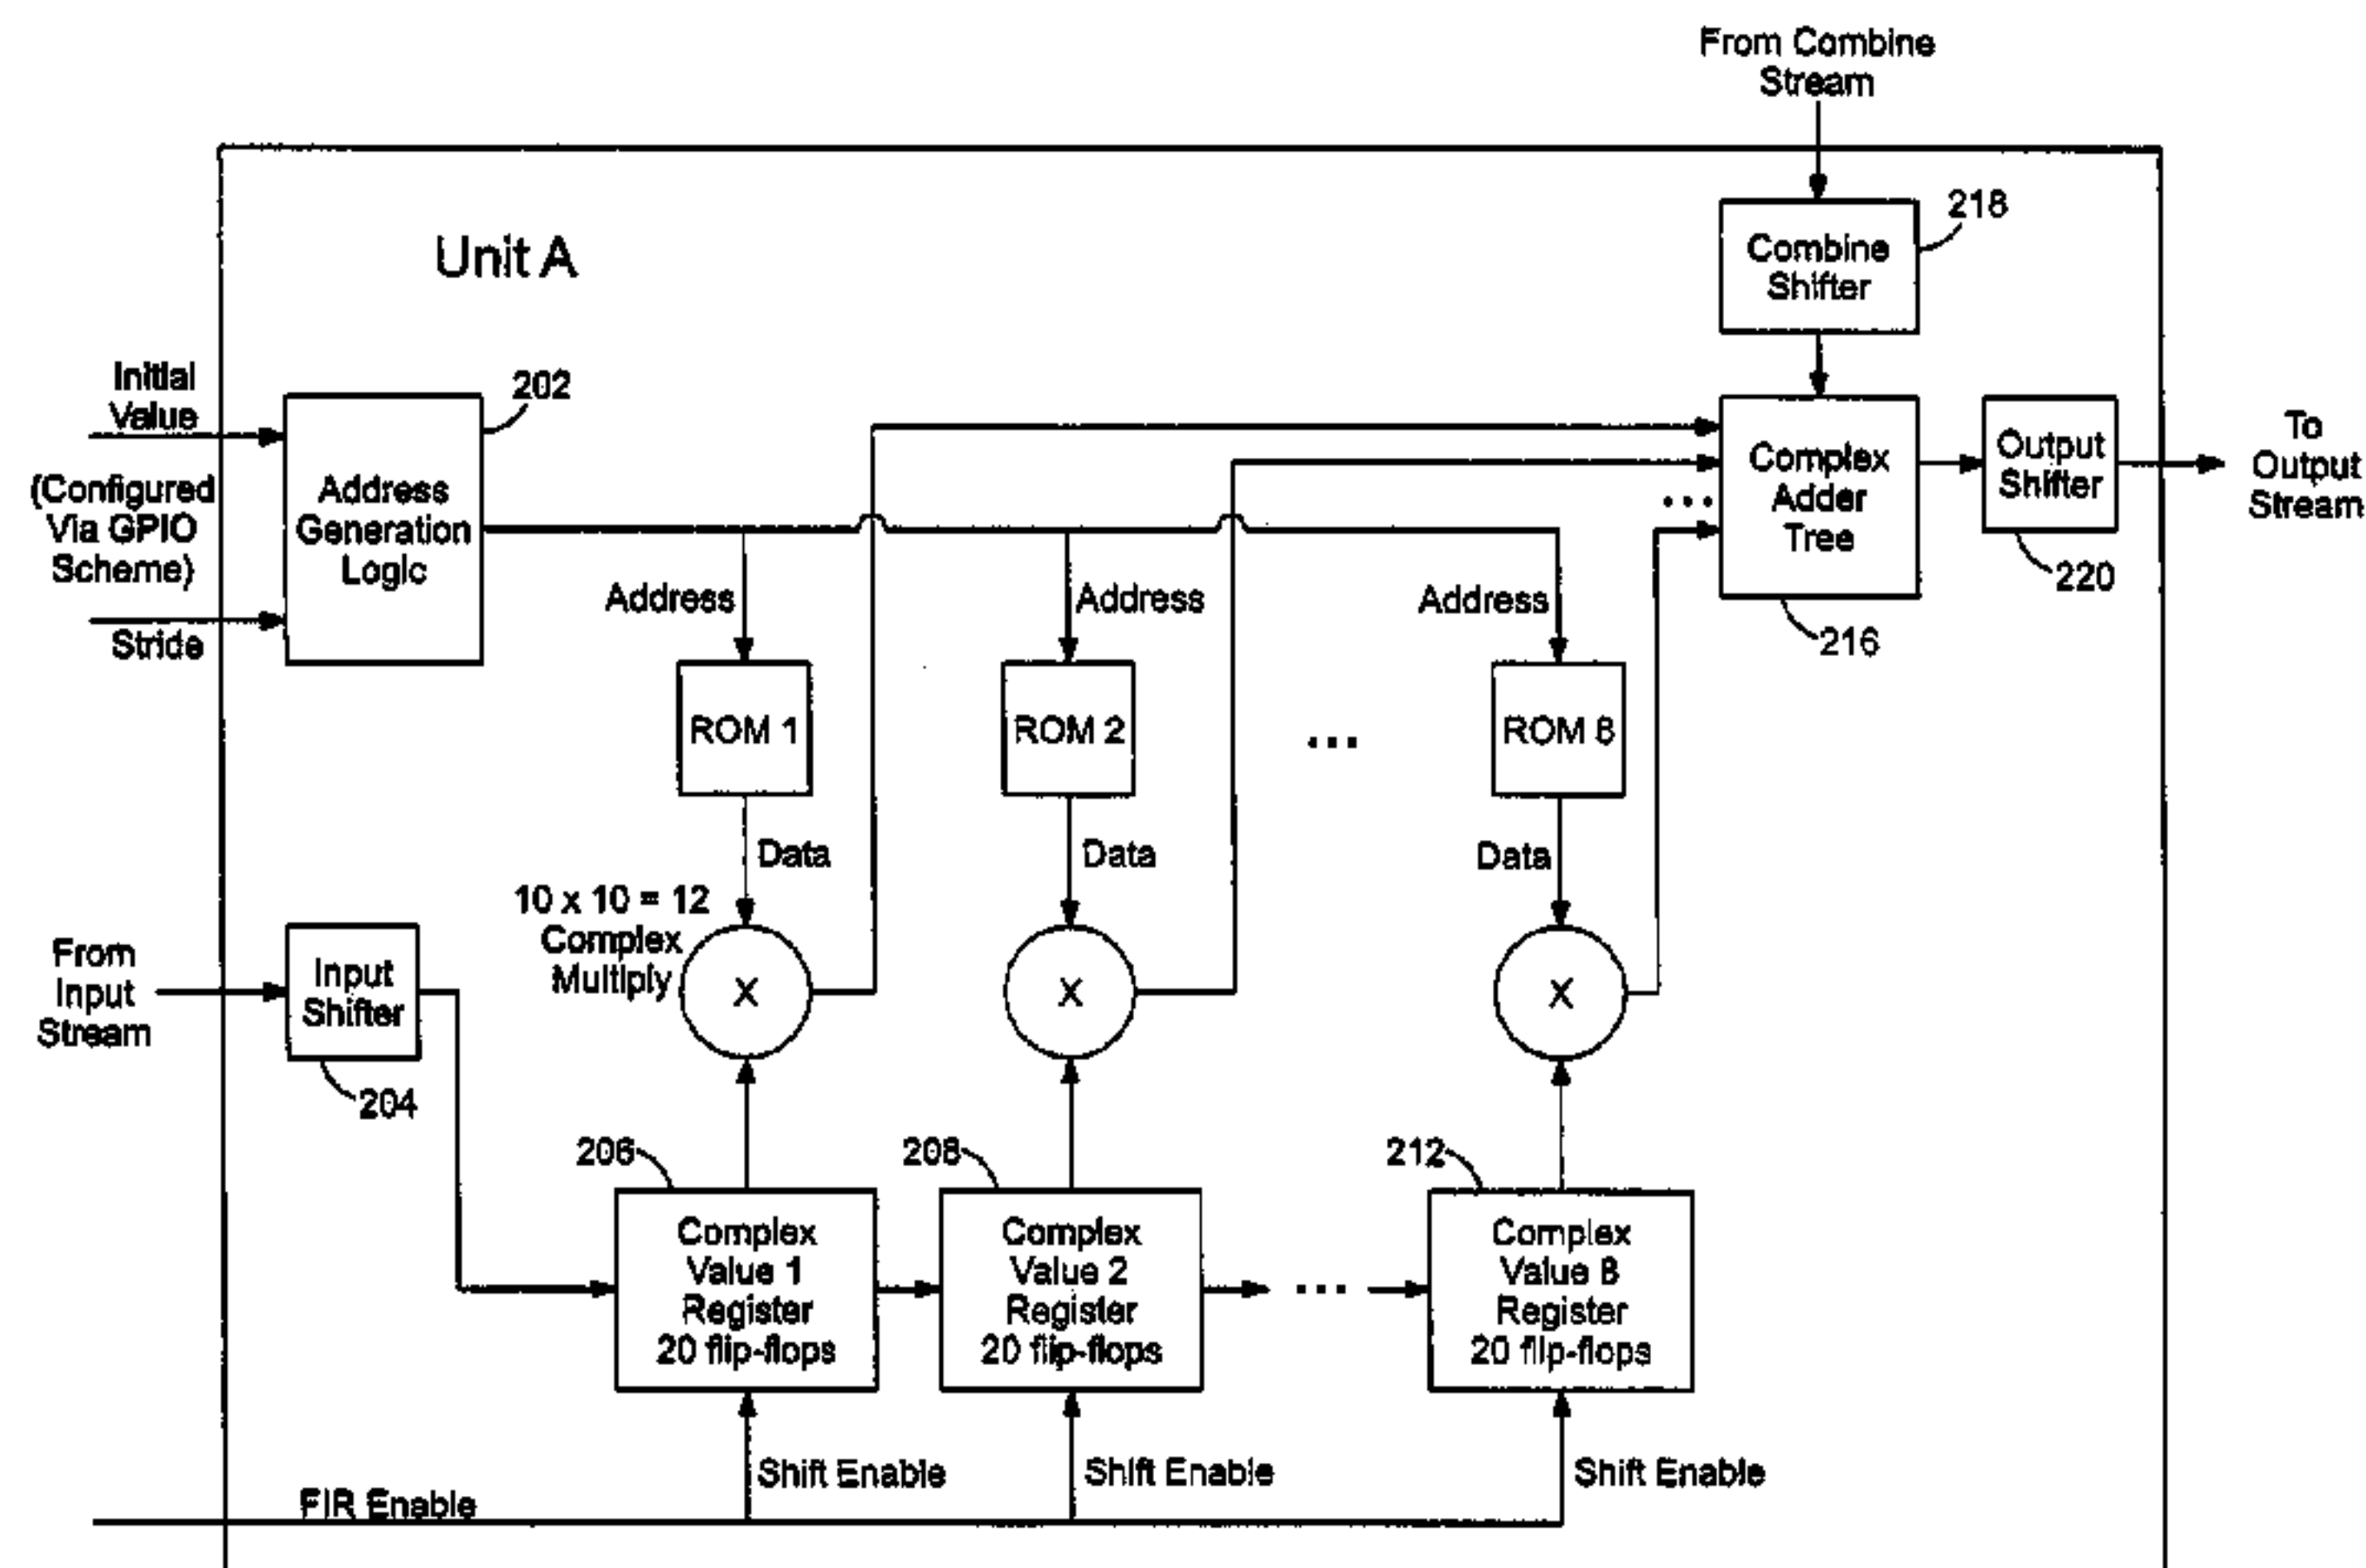 From Combine
Stream
Unit A
Combine
Shifter
218
Initial
Value
(Configured
Via GPIO
Scheme)
Stride
202
Address
Generation
Logic
Complex
Adder
Tree
216
Output
Shifter
220
To
Output
Stream
...
Address
Address
Address
ROM 1
ROM 2
...
ROM 8
Data
Data
Data
10 x 10 = 12
Complex
Multiply
X
X
X
From
Input
Stream
Input
Shifter
204
206
208
212
Complex
Value 1
Register
20 flip-flops
Complex
Value 2
Register
20 flip-flops
...
Complex
Value 8
Register
20 flip-flops
Shift Enable
Shift Enable
Shift Enable
FIR Enable